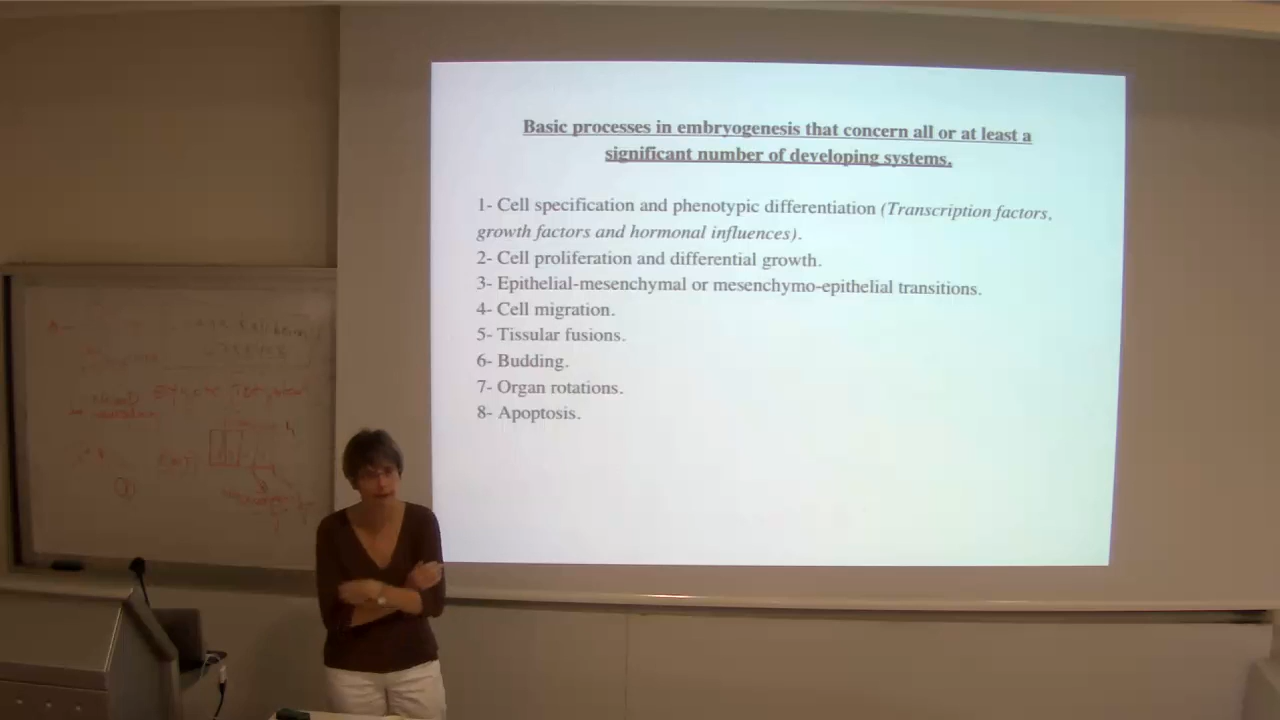 Basic processes in embryogenesis that concern all or at least a
significant number of developing systems.
1- Cell specification and phenotypic differentiation (Transcription factors,
growth factors and hormonal influences).
2- Cell proliferation and differential growth.
3- Epithelial-mesenchymal or mesenchymo-epithelial transitions.
4- Cell migration.
5- Tissular fusions.
6- Budding.
7- Organ rotations.
8- Apoptosis.